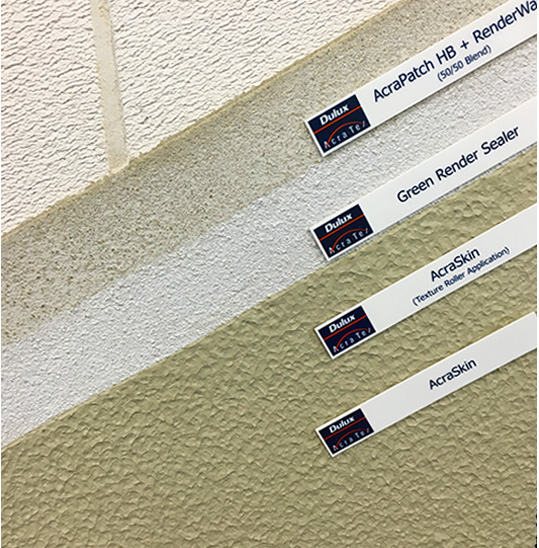 Dulux
AcraTex
AcraPatch HB + RenderWa
(50/50 Blend)
Dulux
AcraTex
Green Render Sealer
Dulux
AcraTex
AcraSkin
(Texture Roller Application)
Dulux
AcraTex
AcraSkin